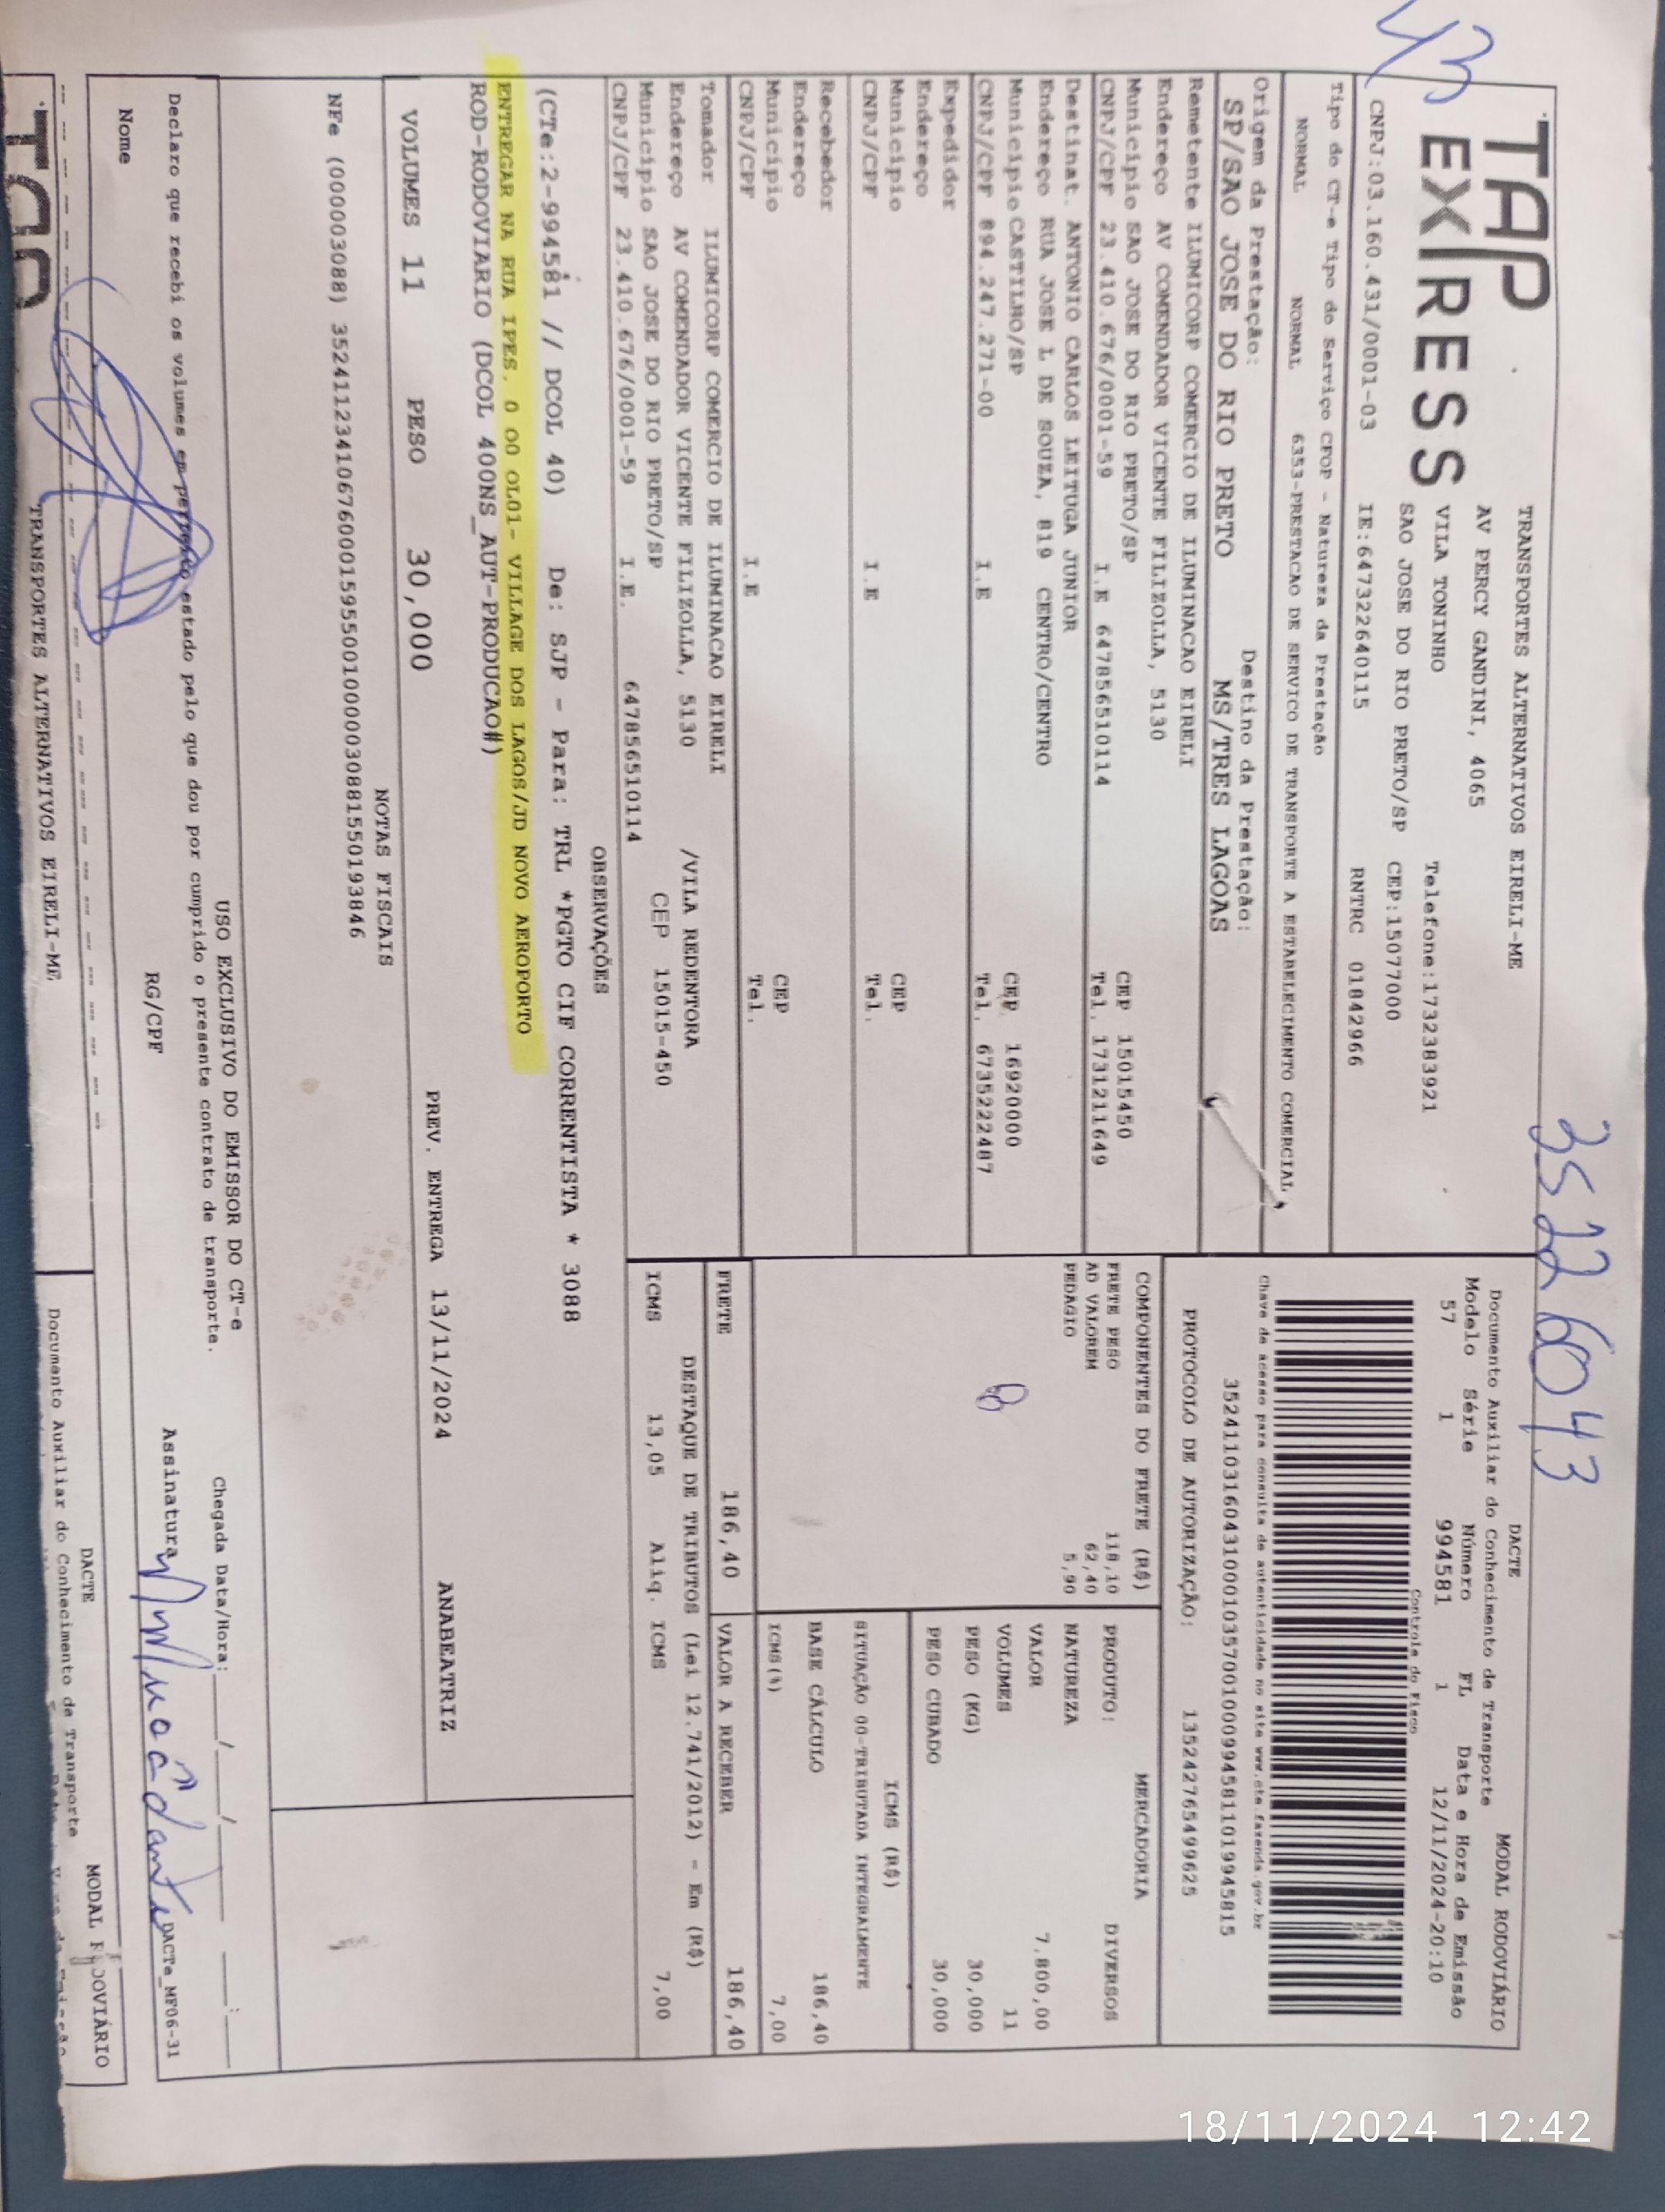 43
3522 6043
TAP
EXPRESS
TRANSPORTES ALTERNATIVOS EIRELI-ME
AV PERCY GANDINI, 4065
VILA TONINHO Telefone:1732383921
SAO JOSE DO RIO PRETO/SP CEP:15077000
CNPJ:03.160.431/0001-03 IE:647322640115 RNTRC 01842966
Tipo do CT-e Tipo do Serviço CFOP - Natureza da Prestação
NORMAL NORMAL 6353-PRESTACAO DE SERVICO DE TRANSPORTE A ESTABELECIMENTO COMERCIAL
Origem da Prestação: Destino da Prestação:
SP/SAO JOSE DO RIO PRETO MS/TRES LAGOAS
Remetente ILUMICORP COMERCIO DE ILUMINACAO EIRELI
Endereço AV COMENDADOR VICENTE FILIZOLLA, 5130
Municipio SAO JOSE DO RIO PRETO/SP CEP 15015450
CNPJ/CPF 23.410.676/0001-59 I.E 647856510114 Tel. 1731211649
Destinat. ANTONIO CARLOS LEITUGA JUNIOR
Endereço RUA JOSE L DE SOUZA, 819 CENTRO/CENTRO
Municipio CASTILHO/SP CEP 16920000
CNPJ/CPF 894.247.271-00 I.E Tel. 6735222487
Expedidor
Endereço
Municipio CEP
CNPJ/CPF I.E Tel.
Recebedor
Endereço
Municipio CEP
CNPJ/CPF I.E Tel.
Tomador ILUMICORP COMERCIO DE ILUMINACAO EIRELI
Endereço AV COMENDADOR VICENTE FILIZOLLA, 5130 /VILA REDENTORA
Municipio SAO JOSE DO RIO PRETO/SP CEP 15015-450
CNPJ/CPF 23.410.676/0001-59 I.E. 647856510114
DACTE MODAL RODOVIÁRIO
Documento Auxiliar do Conhecimento de Transporte
Modelo Série Número FL Data e Hora de Emissão
57 1 994581 1 12/11/2024-20:10
Controle do Fisco
Chave de acesso para consulta de autenticidade no site www.cte.fazenda.gov.br
35241103160431000103570010009945811019945815
PROTOCOLO DE AUTORIZAÇÃO: 135242765499625
COMPONENTES DO FRETE (R$)
FRETE PESO 118,10
AD VALOREM 62,40
PEDAGIO 5,90
MERCADORIA
PRODUTO: DIVERSOS
NATUREZA
VALOR 7.800,00
VOLUMES 11
PESO (KG) 30,000
PESO CUBADO 30,000
ICMS (R$)
SITUAÇÃO 00-TRIBUTADA INTEGRALMENTE
BASE CÁLCULO 186,40
ICMS(%) 7,00
FRETE 186,40 VALOR A RECEBER 186,40
DESTAQUE DE TRIBUTOS (Lei 12.741/2012) - Em (R$)
ICMS 13,05 Aliq. ICMS 7,00
OBSERVAÇÕES
(CTe:2-994581 // DCOL 40) De: SJP - Para: TRL *PGTO CIF CORRENTISTA * 3088
ENTREGAR NA RUA IPES. 0 00 OL01- VILLAGE DOS LAGOS/JD NOVO AEROPORTO
ROD-RODOVIARIO (DCOL 400NS_AUT-PRODUCAO#)
VOLUMES 11 PESO 30,000 PREV. ENTREGA 13/11/2024 ANABEATRIZ
NOTAS FISCAIS
NFe (000003088) 35241123410676000159550010000030881550193846
USO EXCLUSIVO DO EMISSOR DO CT-e
Declaro que recebi os volumes em perfeito estado pelo que dou por cumprido o presente contrato de transporte.
Chegada Data/Hora: ____/____/____ __:__
Nome RG/CPF Assinatura
DACTe_MF06-31
TAP
TRANSPORTES ALTERNATIVOS EIRELI-ME
DACTE MODAL RODOVIÁRIO
Documento Auxiliar do Conhecimento de Transporte
18/11/2024 12:42